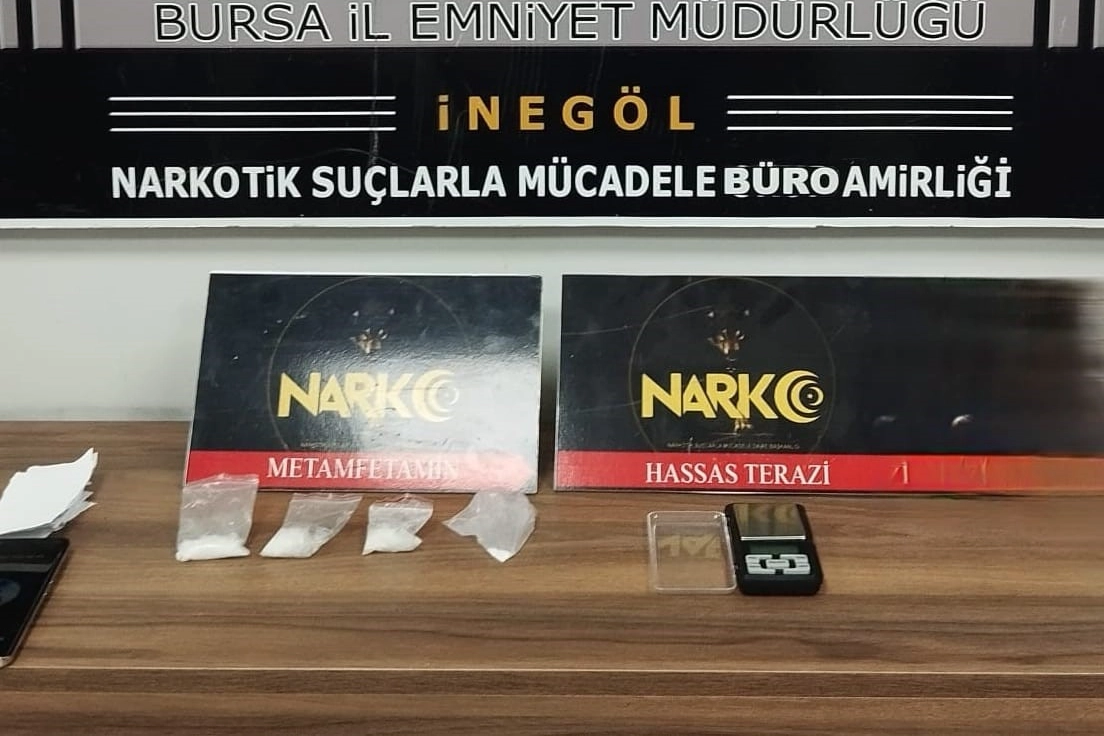 BURSA İL EMNİYET MÜDÜRLÜĞÜ
İNEGÖL
NARKOTİK SUÇLARLA MÜCADELE BÜRO AMİRLİĞİ
NARKO
METAMFETAMİN
NARKO
HASSAS TERAZİ